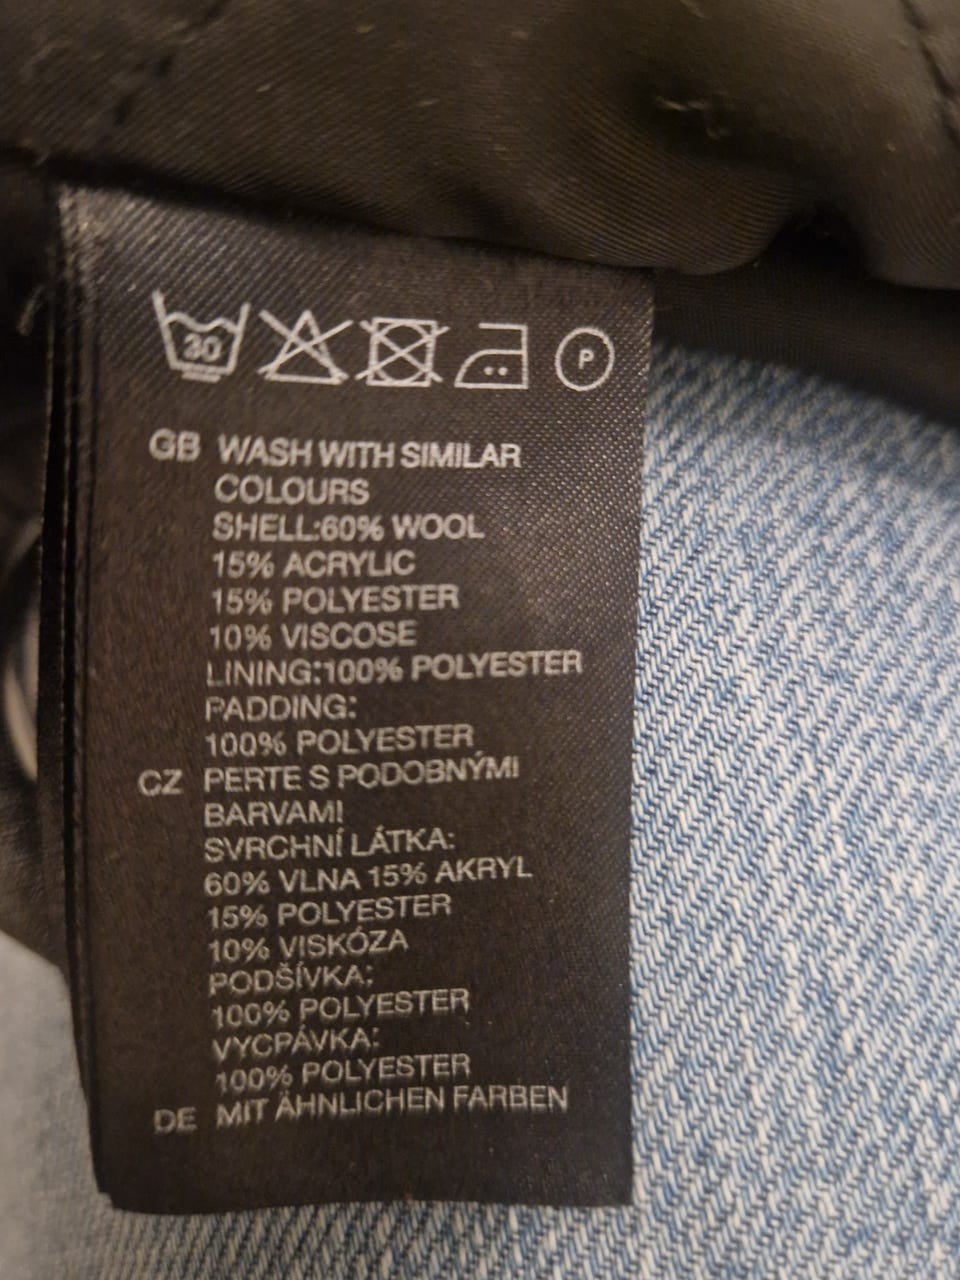 30 P
GB WASH WITH SIMILAR
COLOURS
SHELL:60% WOOL
15% ACRYLIC
15% POLYESTER
10% VISCOSE
LINING:100% POLYESTER
PADDING:
100% POLYESTER
CZ PERTE S PODOBNÝMI
BARVAMI
SVRCHNÍ LÁTKA:
60% VLNA 15% AKRYL
15% POLYESTER
10% VISKÓZA
PODŠÍVKA:
100% POLYESTER
VYCPÁVKA:
100% POLYESTER
DE MIT ÄHNLICHEN FARBEN